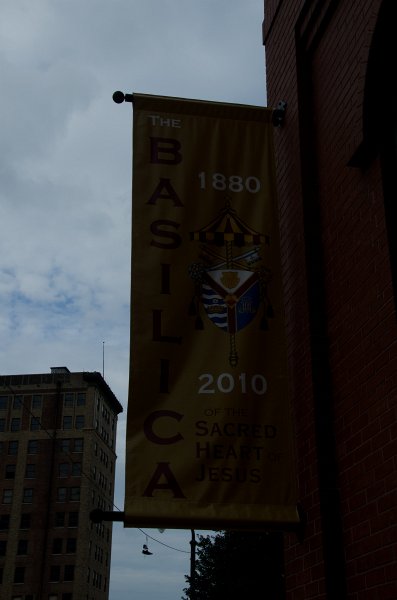 The
BASILICA
1880
2010
OF THE
SACRED
HEART OF
JESUS